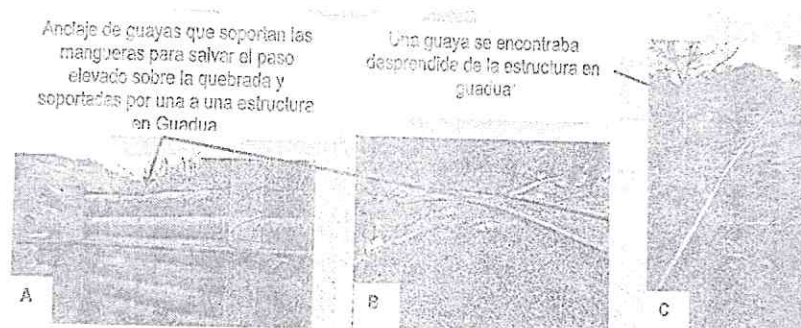 Anclaje de guayas que soportan las
mangueras para salvar el paso
elevado sobre la quebrada y
soportadas por una a una estructura
en Guadua
Una guaya se encontraba
desprendida de la estructura en
guadua
A
B
C